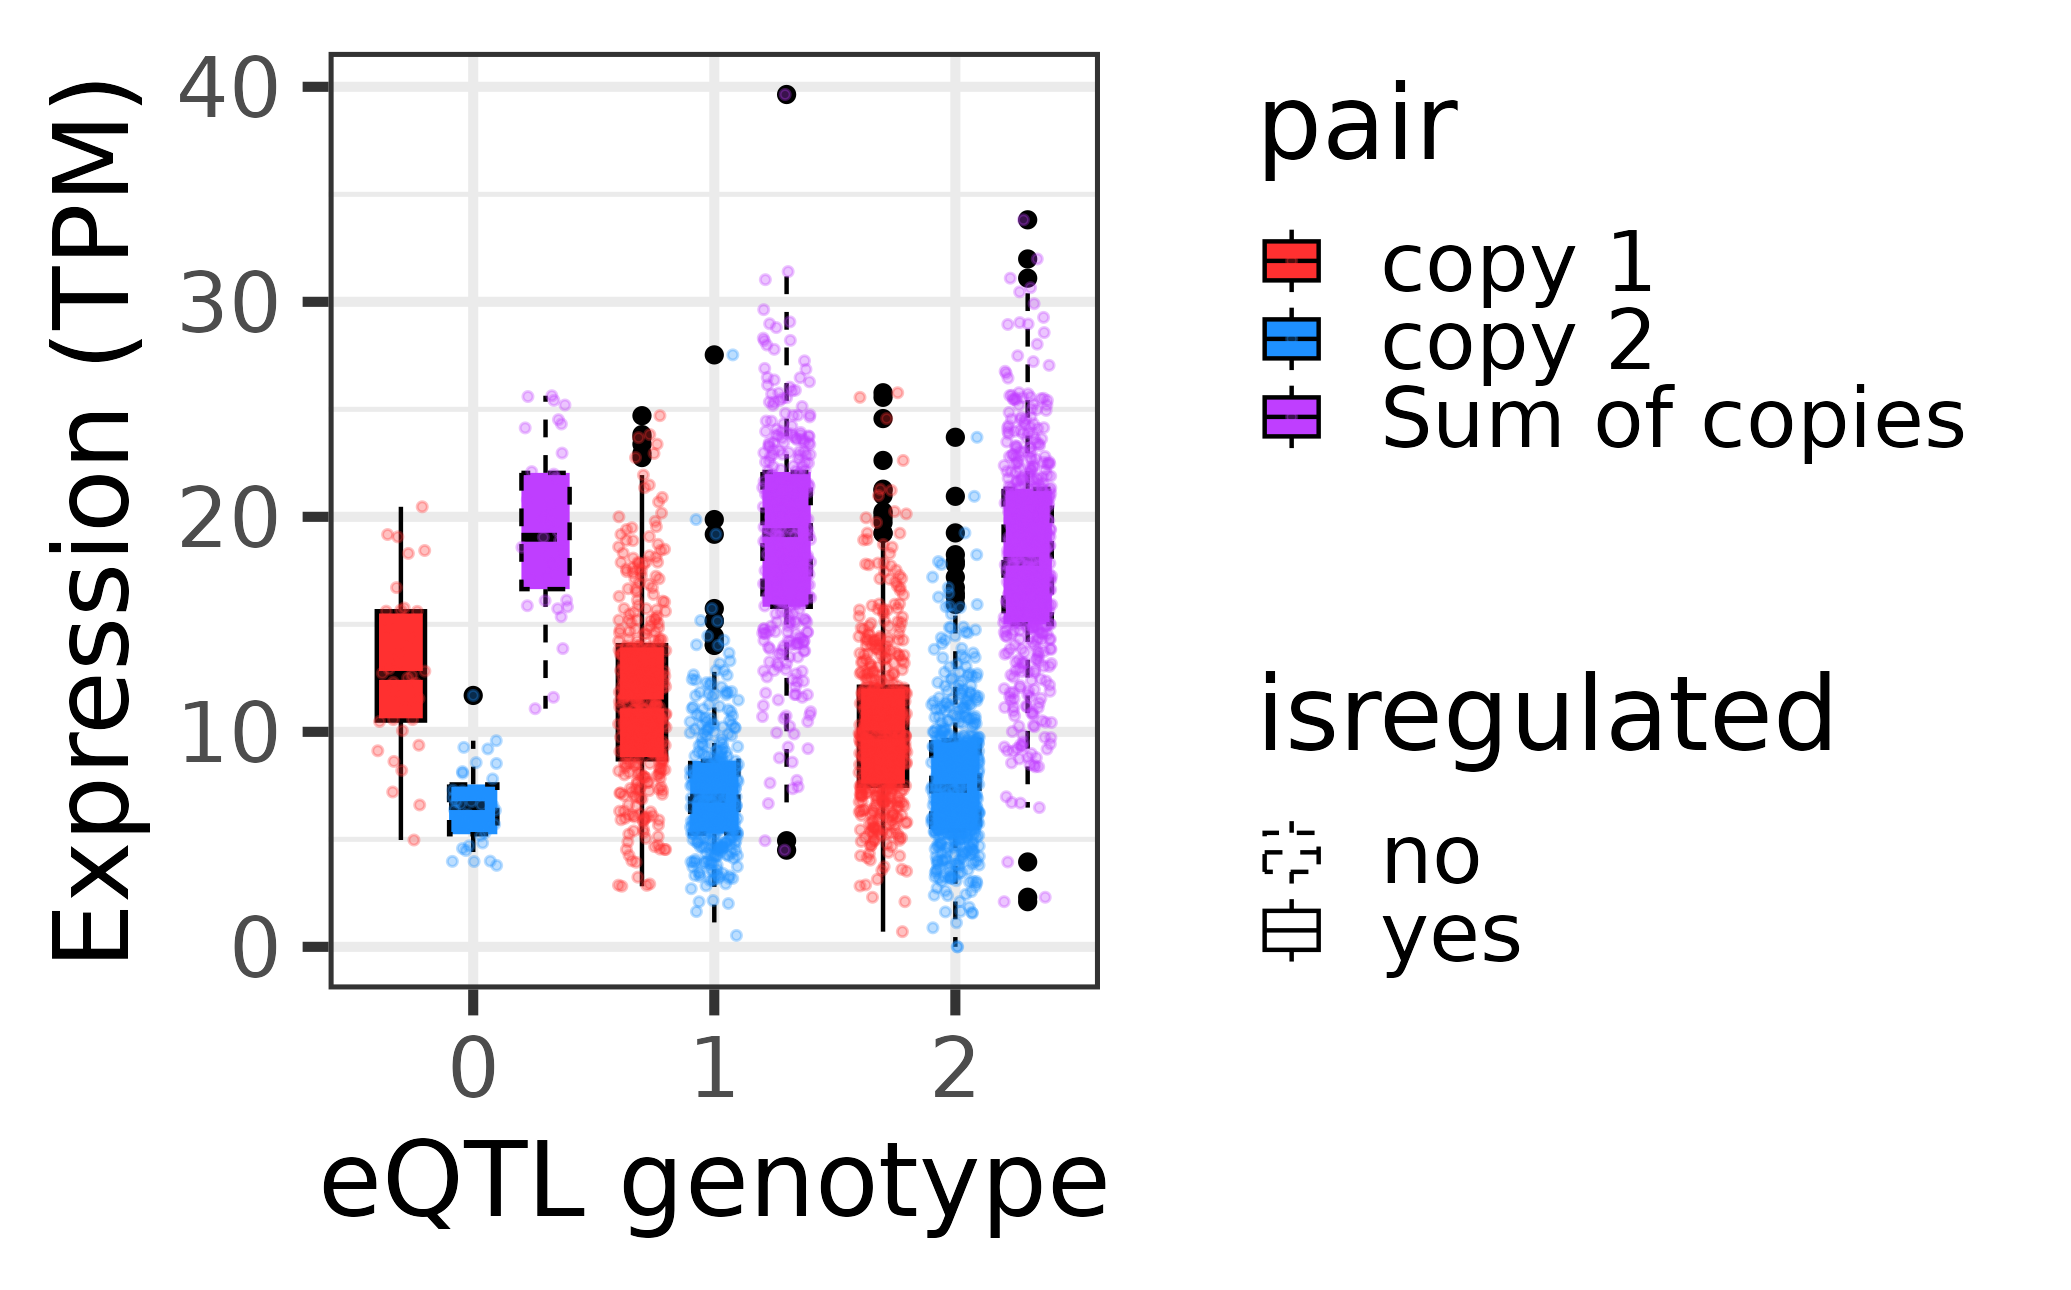 Expression (TPM)
40
30
20
10
0
0 1 2
eQTL genotype
pair
copy 1
copy 2
Sum of copies
isregulated
no
yes